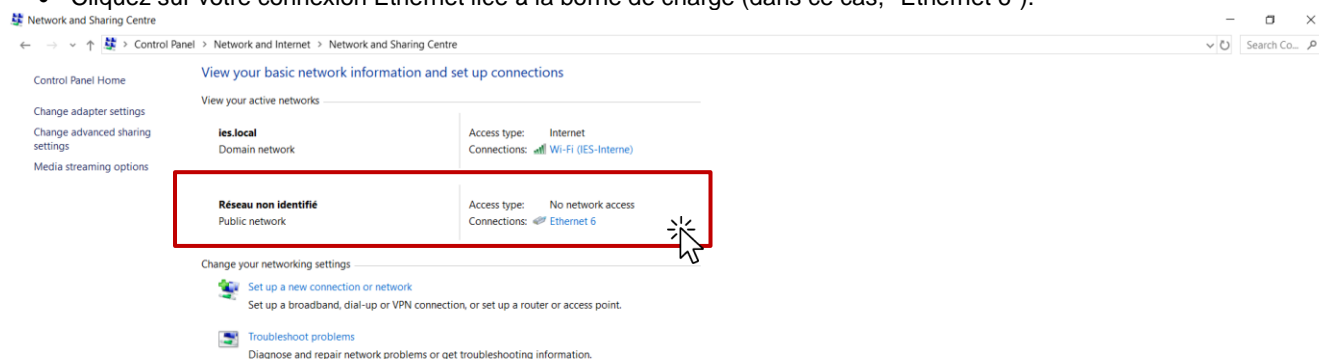 • Cliquez sur votre connexion Ethernet liée à la borne de charge (dans ce cas, "Ethernet 6").
Network and Sharing Centre
Control Panel > Network and Internet > Network and Sharing Centre
Search Co...
Control Panel Home
Change adapter settings
Change advanced sharing
settings
Media streaming options
View your basic network information and set up connections
View your active networks
ies.local
Domain network
Access type: Internet
Connections: Wi-Fi (IES-Interne)
Réseau non identifié
Public network
Access type: No network access
Connections: Ethernet 6
Change your networking settings
Set up a new connection or network
Set up a broadband, dial-up or VPN connection, or set up a router or access point.
Troubleshoot problems
Diagnose and repair network problems or get troubleshooting information.